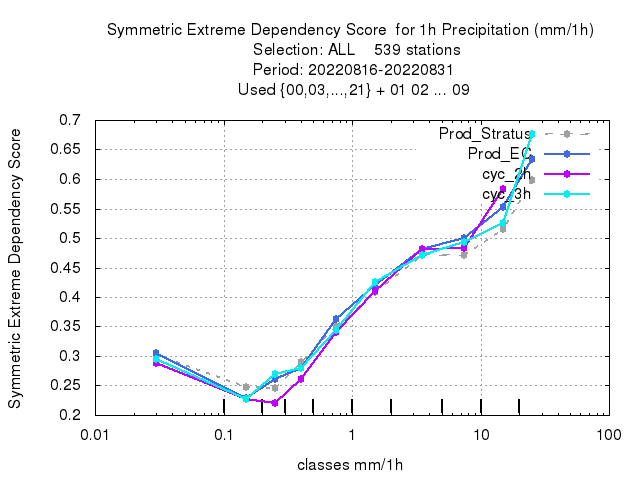 Symmetric Extreme Dependency Score for 1h Precipitation (mm/1h)
Selection: ALL 539 stations
Period: 20220816-20220831
Used {00,03,...,21} + 01 02 ... 09
Symmetric Extreme Dependency Score
0.7
0.65
0.6
0.55
0.5
0.45
0.4
0.35
0.3
0.25
0.2
Prod_Stratus
Prod_EC
cyc_2h
cyc_3h
0.01 0.1 1 10 100
classes mm/1h